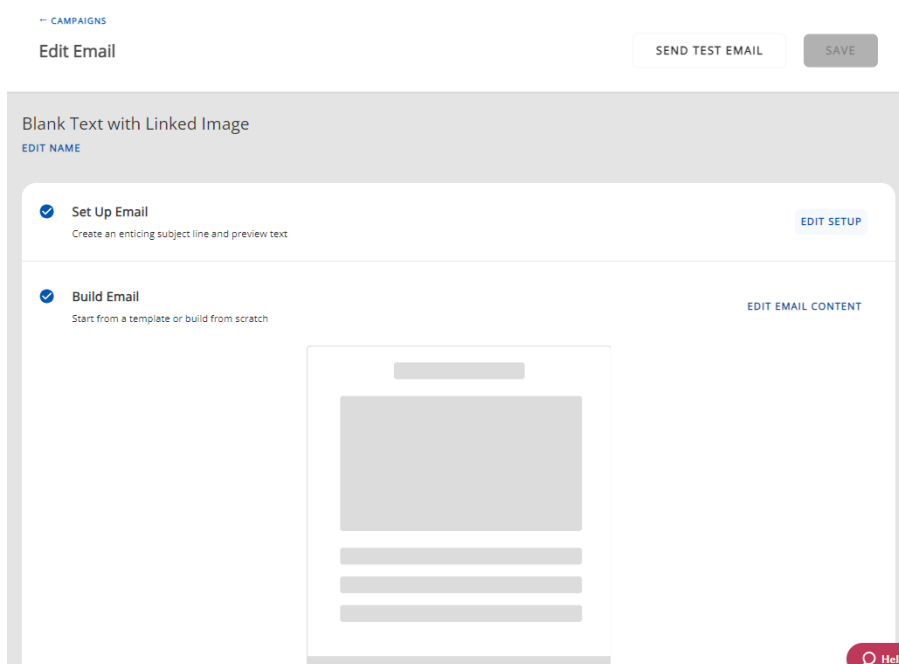 ← CAMPAIGNS
Edit Email
SEND TEST EMAIL
SAVE
Blank Text with Linked Image
EDIT NAME
Set Up Email
Create an enticing subject line and preview text
EDIT SETUP
Build Email
Start from a template or build from scratch
EDIT EMAIL CONTENT